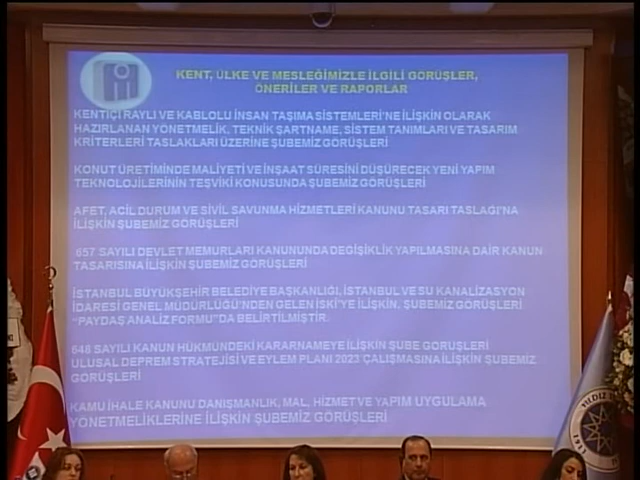 KENT, ÜLKE VE MESLEĞİMİZLE İLGİLİ GÖRÜŞLER,
ÖNERİLER VE RAPORLAR
KENTİÇİ RAYLI VE KABLOLU İNSAN TAŞIMA SİSTEMLERİ'NE İLİŞKİN OLARAK
HAZIRLANAN YÖNETMELİK, TEKNİK ŞARTNAME, SİSTEM TANIMLARI VE TASARIM
KRİTERLERİ TASLAKLARI ÜZERİNE ŞUBEMİZ GÖRÜŞLERİ
KONUT ÜRETİMİNDE MALİYETİ VE İNŞAAT SÜRESİNİ DÜŞÜRECEK YENİ YAPIM
TEKNOLOJİLERİNİN TEŞVİKİ KONUSUNDA ŞUBEMİZ GÖRÜŞLERİ
AFET, ACİL DURUM VE SİVİL SAVUNMA HİZMETLERİ KANUNU TASARI TASLAĞI'NA
İLİŞKİN ŞUBEMİZ GÖRÜŞLERİ
657 SAYILI DEVLET MEMURLARI KANUNUNDA DEĞİŞİKLİK YAPILMASINA DAİR KANUN
TASARISINA İLİŞKİN ŞUBEMİZ GÖRÜŞLERİ
İSTANBUL BÜYÜKŞEHİR BELEDİYE BAŞKANLIĞI, İSTANBUL VE SU KANALİZASYON
İDARESİ GENEL MÜDÜRLÜĞÜ'NDEN GELEN İSKİ'YE İLİŞKİN, ŞUBEMİZ GÖRÜŞLERİ
"PAYDAŞ ANALİZ FORMU"DA BELİRTİLMİŞTİR.
648 SAYILI KANUN HÜKMÜNDEKİ KARARNAMEYE İLİŞKİN ŞUBE GÖRÜŞLERİ
ULUSAL DEPREM STRATEJİSİ VE EYLEM PLANI 2023 ÇALIŞMASINA İLİŞKİN ŞUBEMİZ
GÖRÜŞLERİ
KAMU İHALE KANUNU DANIŞMANLIK, MAL, HİZMET VE YAPIM UYGULAMA
YÖNETMELİKLERİNE İLİŞKİN ŞUBEMİZ GÖRÜŞLERİ
YILDIZ
1911